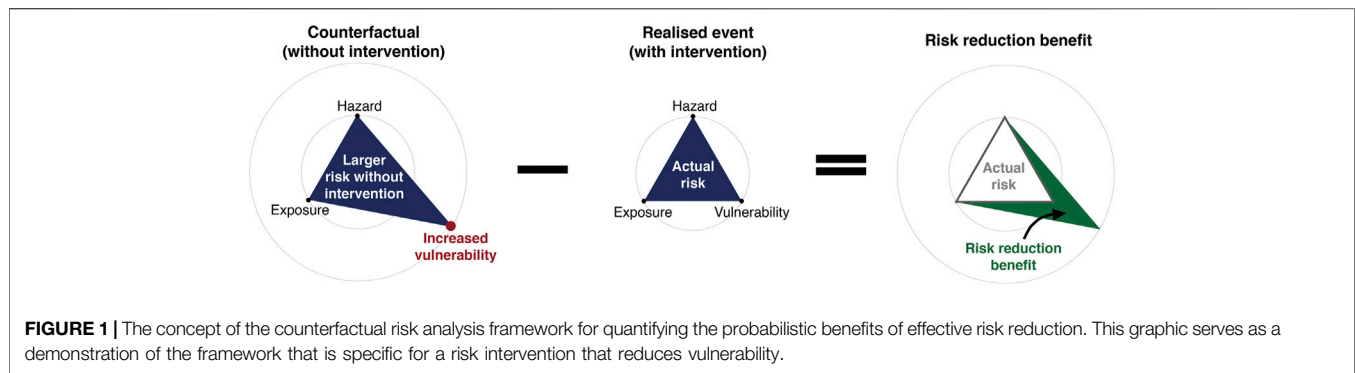 Counterfactual
(without intervention)
Hazard
Larger
risk without
intervention
Exposure
Increased
vulnerability
Realised event
(with intervention)
Hazard
Actual
risk
Exposure
Vulnerability
Risk reduction benefit
Actual
risk
Risk reduction
benefit
FIGURE 1 | The concept of the counterfactual risk analysis framework for quantifying the probabilistic benefits of effective risk reduction. This graphic serves as a
demonstration of the framework that is specific for a risk intervention that reduces vulnerability.